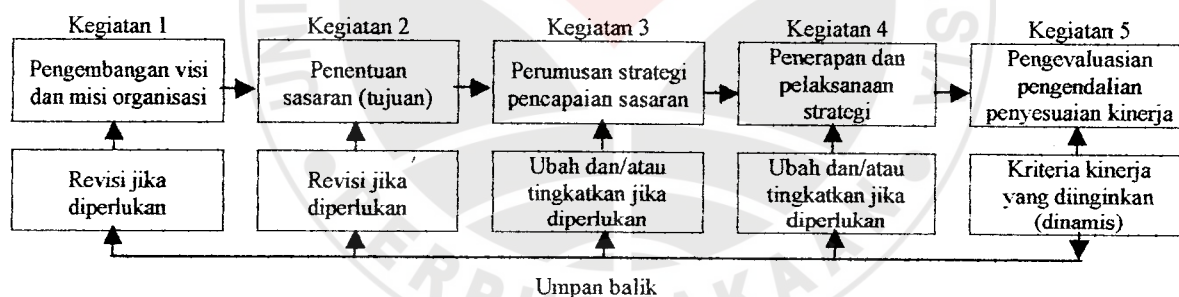 Kegiatan 1
Kegiatan 2
Kegiatan 3
Kegiatan 4
Kegiatan 5
Pengembangan visi
dan misi organisasi
Penentuan
sasaran (tujuan)
Perumusan strategi
pencapaian sasaran
Penerapan dan
pelaksanaan
strategi
Pengevaluasian
pengendalian
penyesuaian kinerja
Revisi jika
diperlukan
Revisi jika
diperlukan
Ubah dan/atau
tingkatkan jika
diperlukan
Ubah dan/atau
tingkatkan jika
diperlukan
Kriteria kinerja
yang diinginkan
(dinamis)
Umpan balik